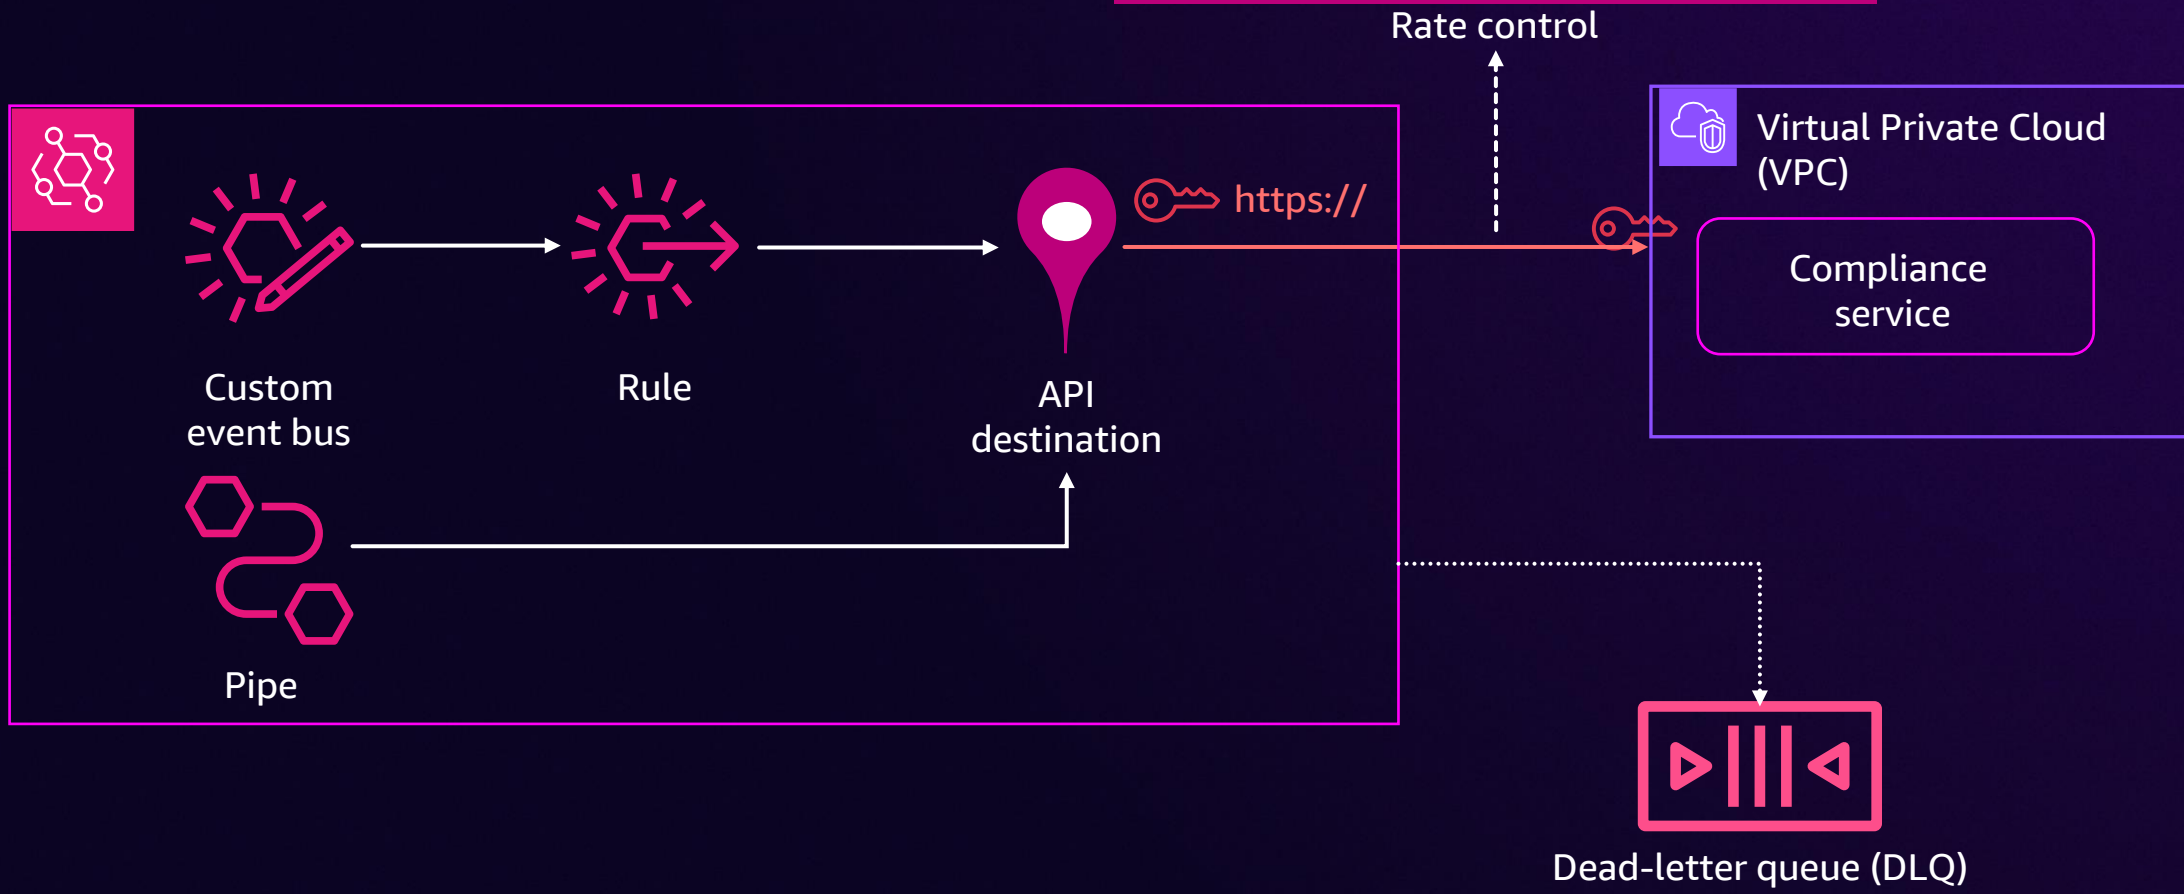 Rate control
Virtual Private Cloud
(VPC)
https://
Compliance
service
Custom
event bus
Rule
API
destination
Pipe
Dead-letter queue (DLQ)